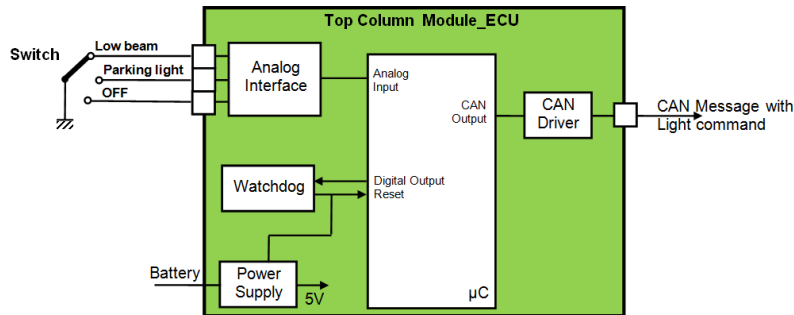 Top Column Module_ECU
Low beam
Switch
Parking light
OFF
Analog
Interface
Analog
Input
CAN
Output
CAN
Driver
CAN Message with
Light command
Watchdog
Digital Output
Reset
Battery
Power
Supply
5V
µC